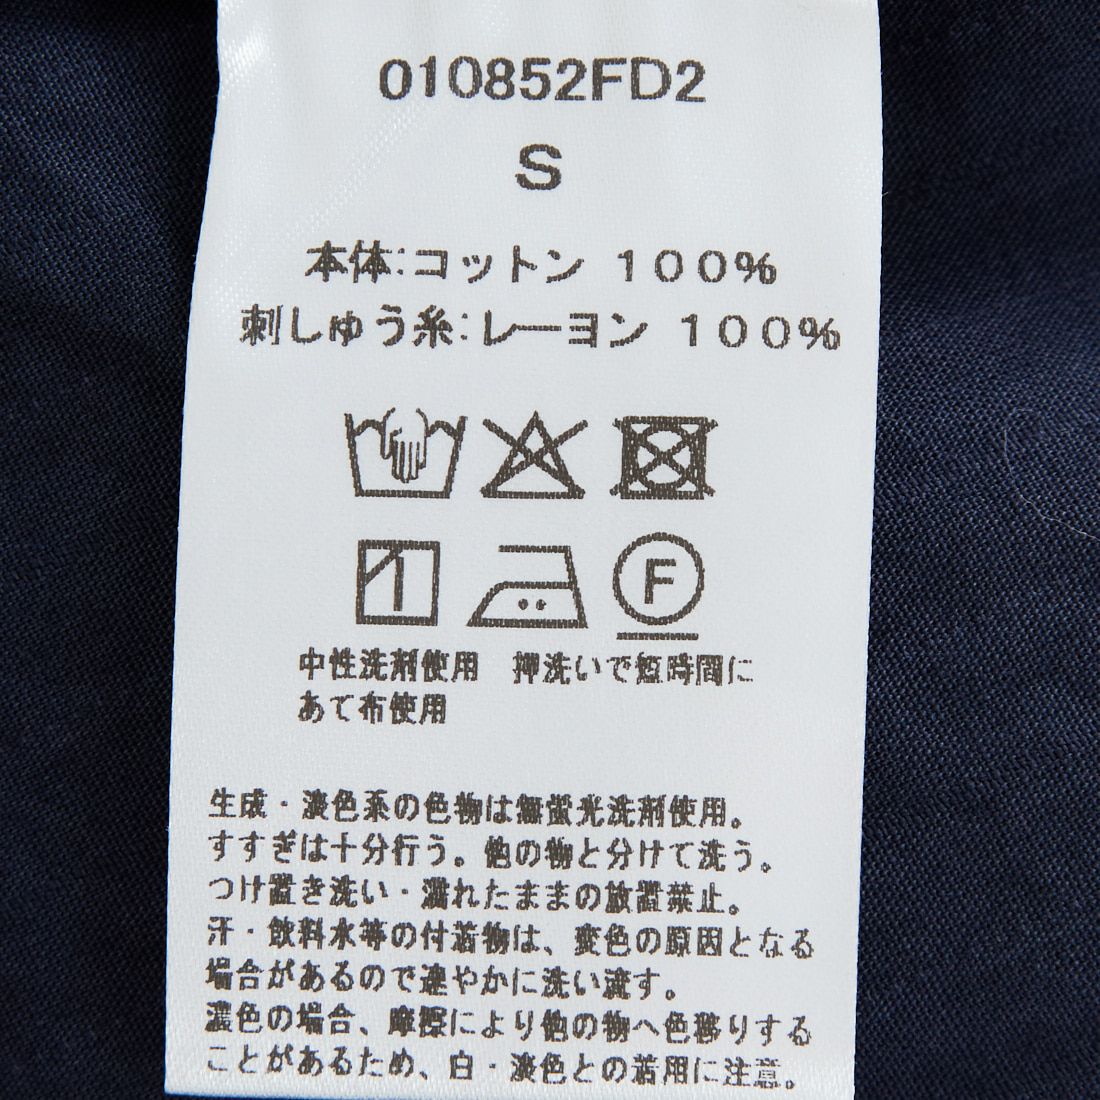 010852FD2
S
本体:コットン 100%
刺しゅう糸:レーヨン 100%
F
中性洗剤使用 押洗いで短時間に
あて布使用
生成・淡色系の色物は無蛍光洗剤使用。
すすぎは十分行う。他の物と分けて洗う。
つけ置き洗い・濡れたままの放置禁止。
汗・飲料水等の付着物は、変色の原因となる
場合があるので速やかに洗い流す。
濃色の場合、摩擦により他の物へ色移りする
ことがあるため、白・淡色との着用に注意。